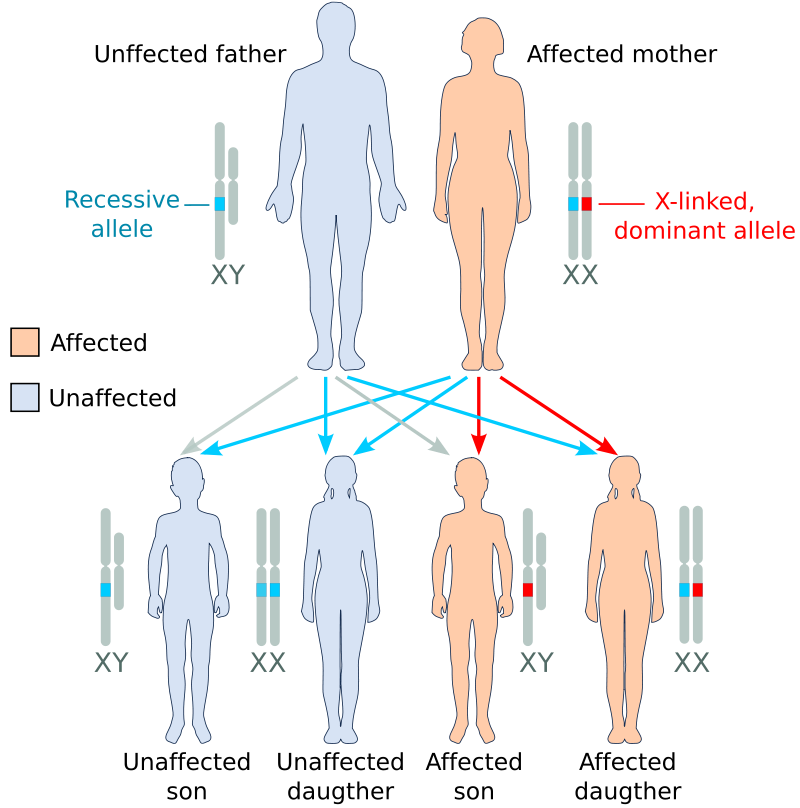 Unffected father
Affected mother
Recessive
allele
X-linked,
dominant allele
XY
XX
Affected
Unaffected
XY
XX
XY
XX
Unaffected
son
Unaffected
daugther
Affected
son
Affected
daugther